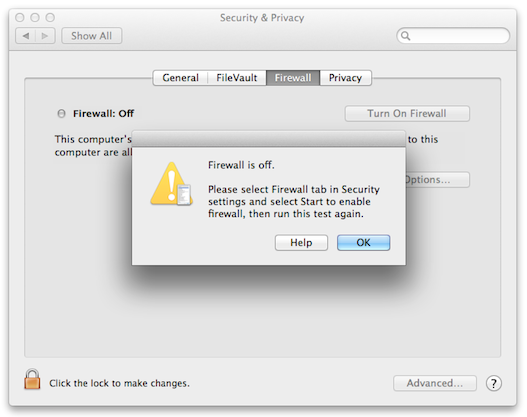 Security & Privacy
Show All
General FileVault Firewall Privacy
Firewall: Off
Turn On Firewall
This computer's
to this
computer are all
Options...
Firewall is off.
Please select Firewall tab in Security
settings and select Start to enable
firewall, then run this test again.
Help OK
Click the lock to make changes.
Advanced... ?